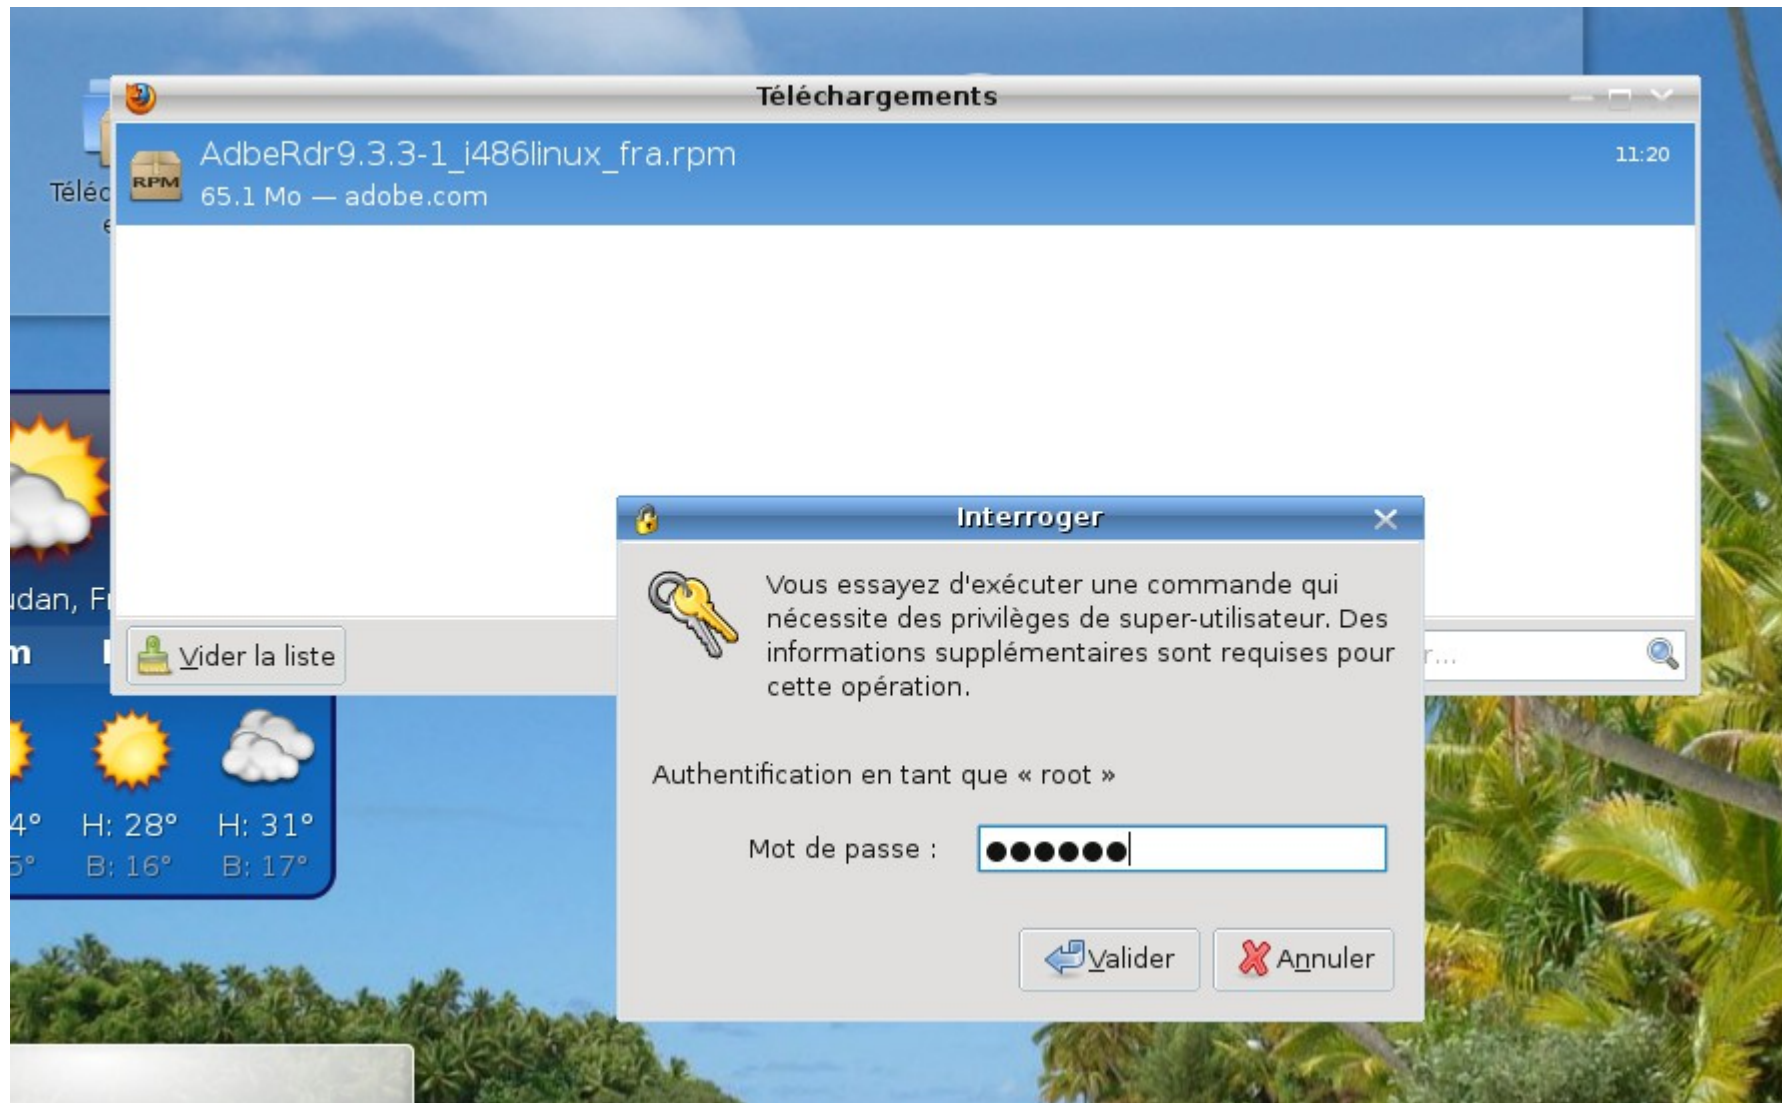 Téléchargements
AdbeRdr9.3.3-1_i486linux_fra.rpm
11:20
RPM
65.1 Mo — adobe.com
Interroger
Vous essayez d'exécuter une commande qui
nécessite des privilèges de super-utilisateur. Des
informations supplémentaires sont requises pour
cette opération.
Vider la liste
Authentification en tant que « root »
Mot de passe :
Valider
Annuler
H: 28° H: 31°
B: 16° B: 17°